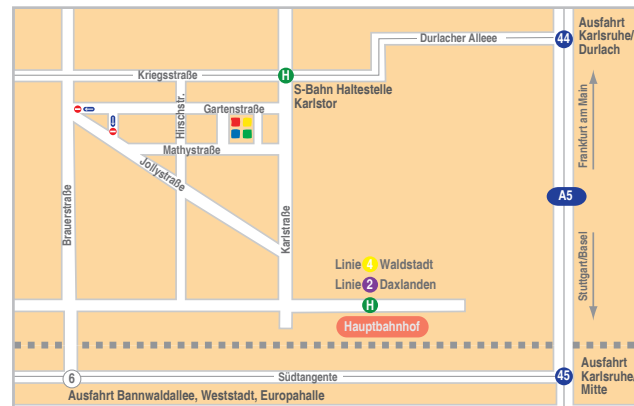 Ausfahrt
Karlsruhe/
Durlach
44
Durlacher Alleee
Kriegsstraße
H
S-Bahn Haltestelle
Karlstor
Gartenstraße
Hirschstr.
Mathystraße
Jollystraße
Brauerstraße
Karlstraße
Frankfurt am Main
A5
Stuttgart/Basel
Linie 4 Waldstadt
Linie 2 Daxlanden
H
Hauptbahnhof
6
Südtangente
45
Ausfahrt
Karlsruhe/
Mitte
Ausfahrt Bannwaldallee, Weststadt, Europahalle